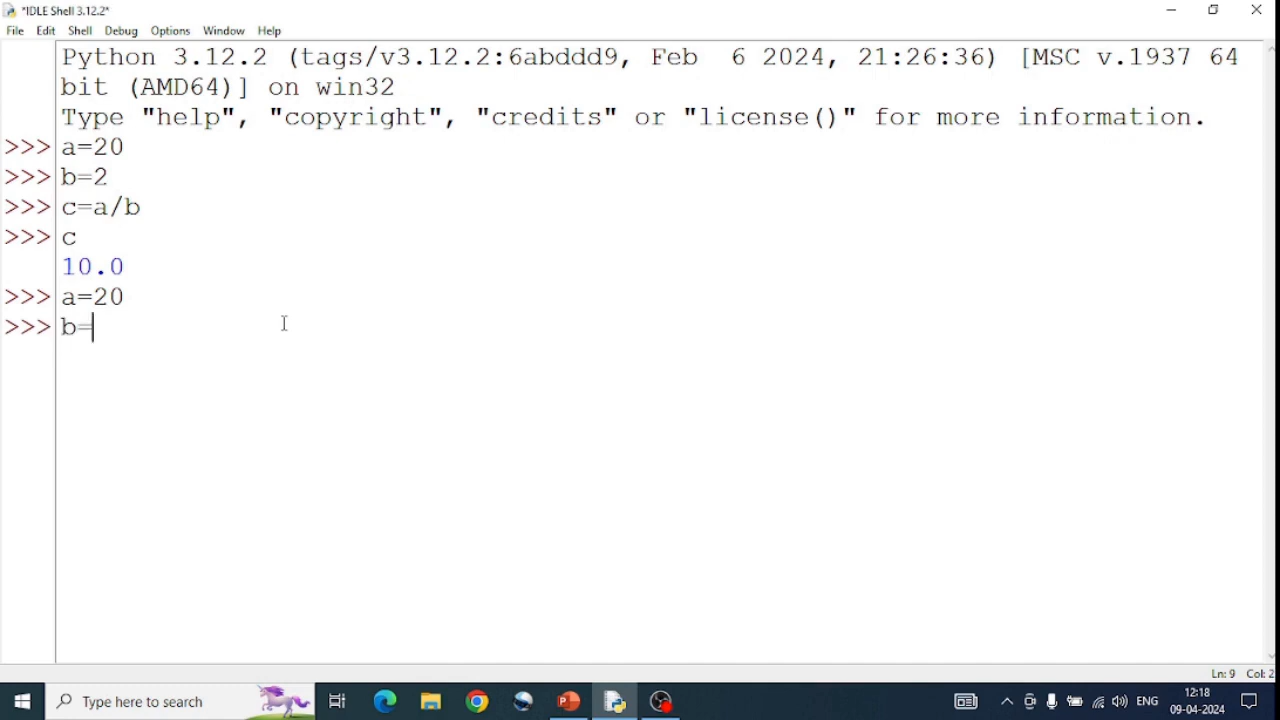 *IDLE Shell 3.12.2*
File Edit Shell Debug Options Window Help
Python 3.12.2 (tags/v3.12.2:6abddd9, Feb  6 2024, 21:26:36) [MSC v.1937 64
bit (AMD64)] on win32
Type "help", "copyright", "credits" or "license()" for more information.
>>> a=20
>>> b=2
>>> c=a/b
>>> c
10.0
>>> a=20
>>> b=
Ln: 9 Col: 2
Type here to search
ENG
12:18
09-04-2024